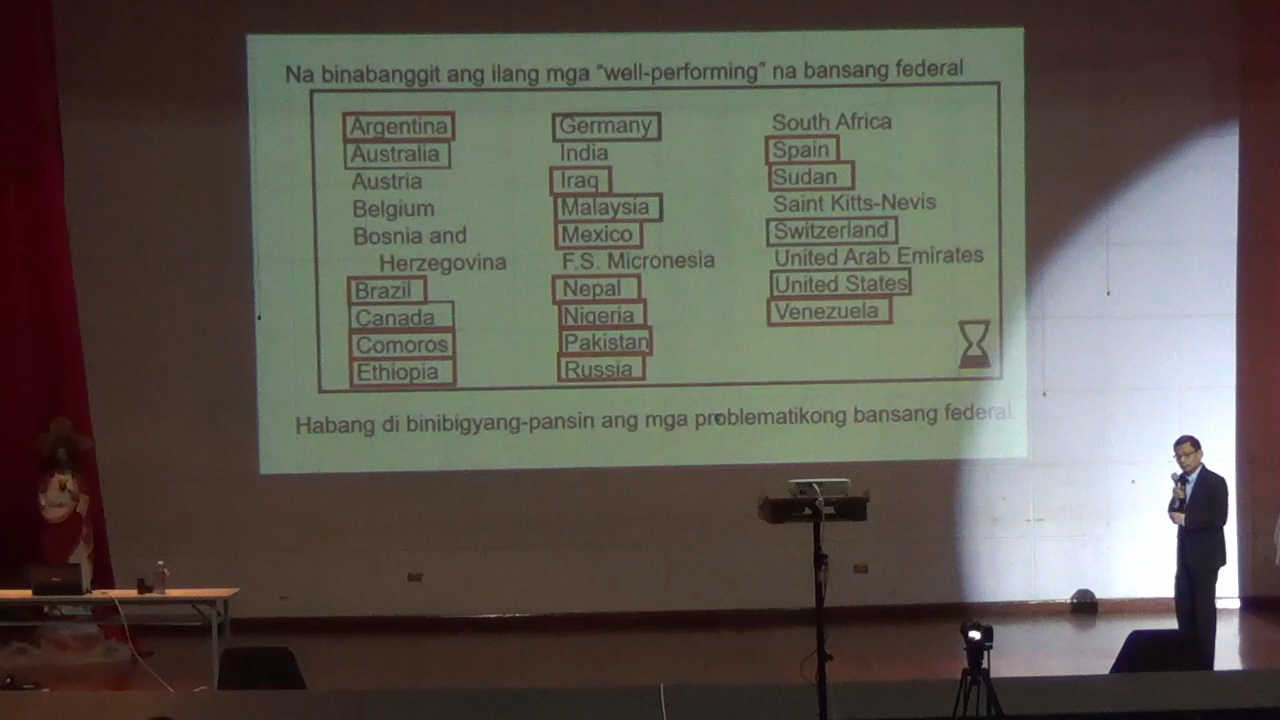 Na binabanggit ang ilang mga “well-performing” na bansang federal
Argentina
Australia
Austria
Belgium
Bosnia and
Herzegovina
Brazil
Canada
Comoros
Ethiopia
Germany
India
Iraq
Malaysia
Mexico
F.S. Micronesia
Nepal
Nigeria
Pakistan
Russia
South Africa
Spain
Sudan
Saint Kitts-Nevis
Switzerland
United Arab Emirates
United States
Venezuela
Habang di binibigyang-pansin ang mga problematikong bansang federal